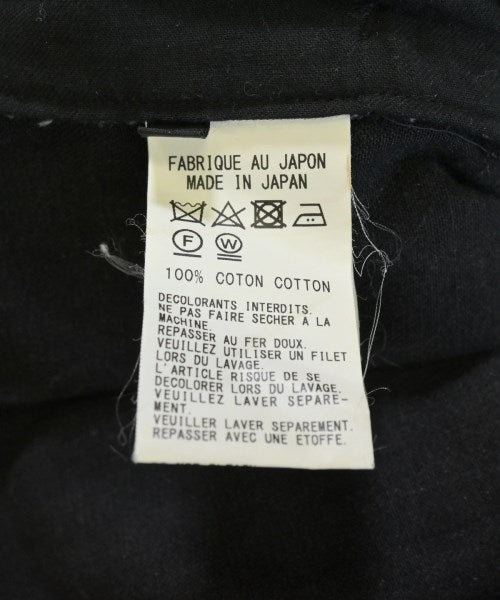 FABRIQUE AU JAPON
MADE IN JAPAN
F W
100% COTON COTTON
DECOLORANTS INTERDITS.
NE PAS FAIRE SECHER A LA
MACHINE.
REPASSER AU FER DOUX.
VEUILLEZ UTILISER UN FILET
LORS DU LAVAGE.
L'ARTICLE RISQUE DE SE
DECOLORER LORS DU LAVAGE.
VEUILLEZ LAVER SEPARE-
MENT.
VEUILLER LAVER SEPAREMENT.
REPASSER AVEC UNE ETOFFE.